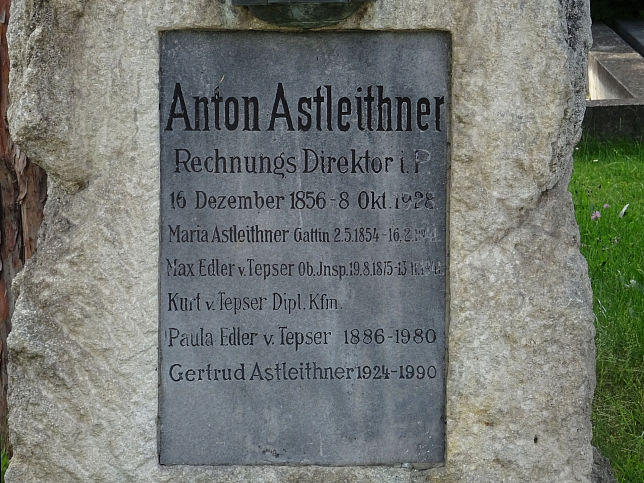 Anton Astleithner
Rechnungs Direktor i.P
16 Dezember 1856 - 8 Okt. 1928
Maria Astleithner Gattin 2.5.1854 - 16.2.
Max Edler v. Tepser Ob. Jnsp. 19.8.1875 - 13.
Kurt v. Tepser Dipl. Kfm.
Paula Edler v. Tepser 1886 - 1980
Gertrud Astleithner 1924 - 1990